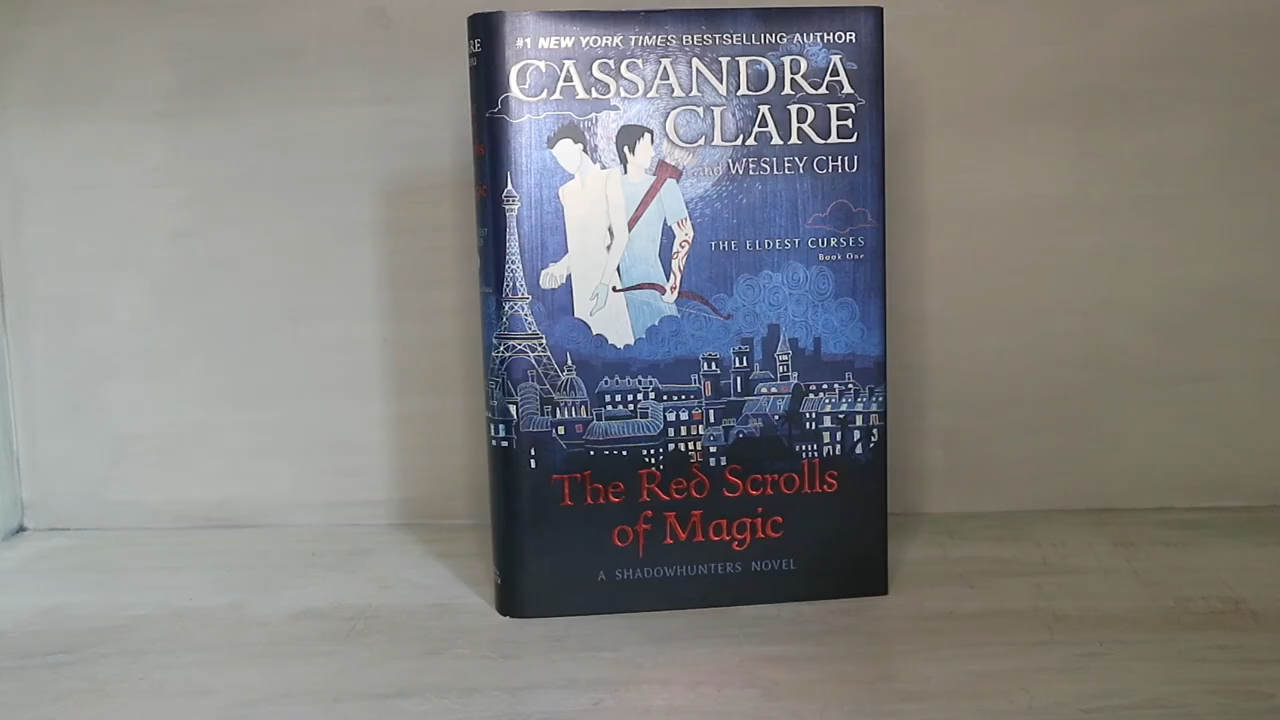 #1 NEW YORK TIMES BESTSELLING AUTHOR
CASSANDRA
CLARE
and WESLEY CHU
THE ELDEST CURSES
Book One
The Red Scrolls
of Magic
A SHADOWHUNTERS NOVEL